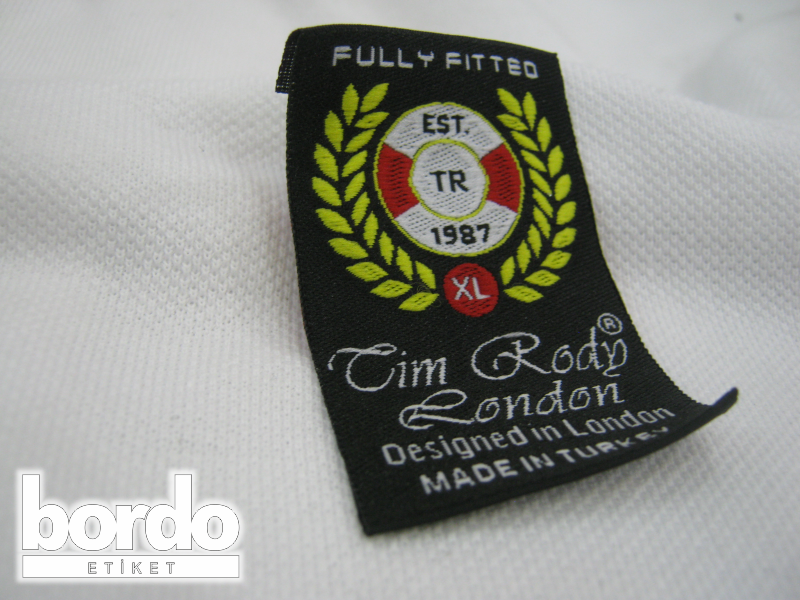 FULLY FITTED
EST.
TR
1987
XL
Tim Rody®
London
Designed in London
MADE IN TURKEY
bordo
ETİKET